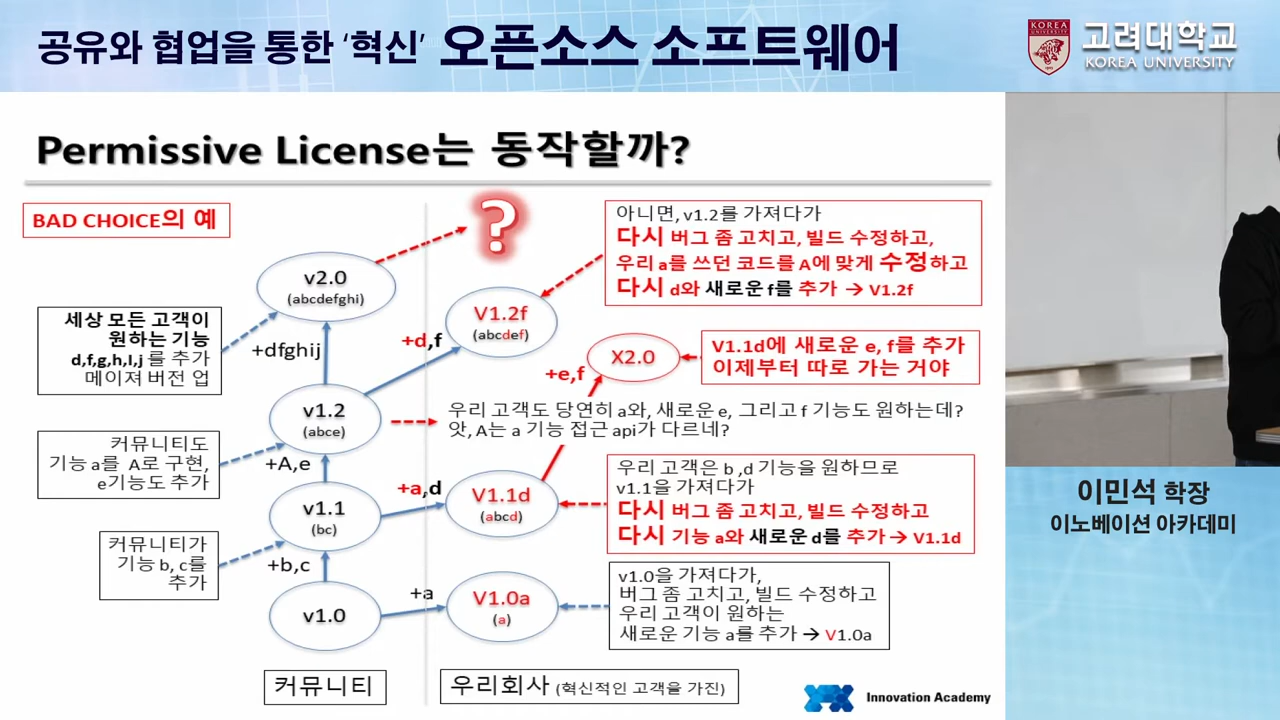 공유와 협업을 통한 '혁신' 오픈소스 소프트웨어
KOREA UNIVERSITY
고려대학교
KOREA UNIVERSITY
Permissive License는 동작할까?
BAD CHOICE의 예
?
아니면, v1.2를 가져다가
다시 버그 좀 고치고, 빌드 수정하고,
우리 a를 쓰던 코드를 A에 맞게 수정하고
다시 d와 새로운 f를 추가 → V1.2f
v2.0
(abcdefghi)
세상 모든 고객이
원하는 기능
d,f,g,h,I,j 를 추가
메이져 버전 업
+dfghij
V1.2f
(abcdef)
+d,f
X2.0
V1.1d에 새로운 e, f를 추가
이제부터 따로 가는 거야
+e,f
v1.2
(abce)
우리 고객도 당연히 a와, 새로운 e, 그리고 f 기능도 원하는데?
앗, A는 a 기능 접근 api가 다르네?
커뮤니티도
기능 a를 A로 구현,
e기능도 추가
+A,e
+a,d
v1.1
(bc)
V1.1d
(abcd)
우리 고객은 b ,d 기능을 원하므로
v1.1을 가져다가
다시 버그 좀 고치고, 빌드 수정하고
다시 기능 a와 새로운 d를 추가 → V1.1d
커뮤니티가
기능 b, c를
추가
+b,c
+a
v1.0
V1.0a
(a)
v1.0을 가져다가,
버그 좀 고치고, 빌드 수정하고
우리 고객이 원하는
새로운 기능 a를 추가 → V1.0a
커뮤니티
우리회사 (혁신적인 고객을 가진)
Innovation Academy
이민석 학장
이노베이션 아카데미